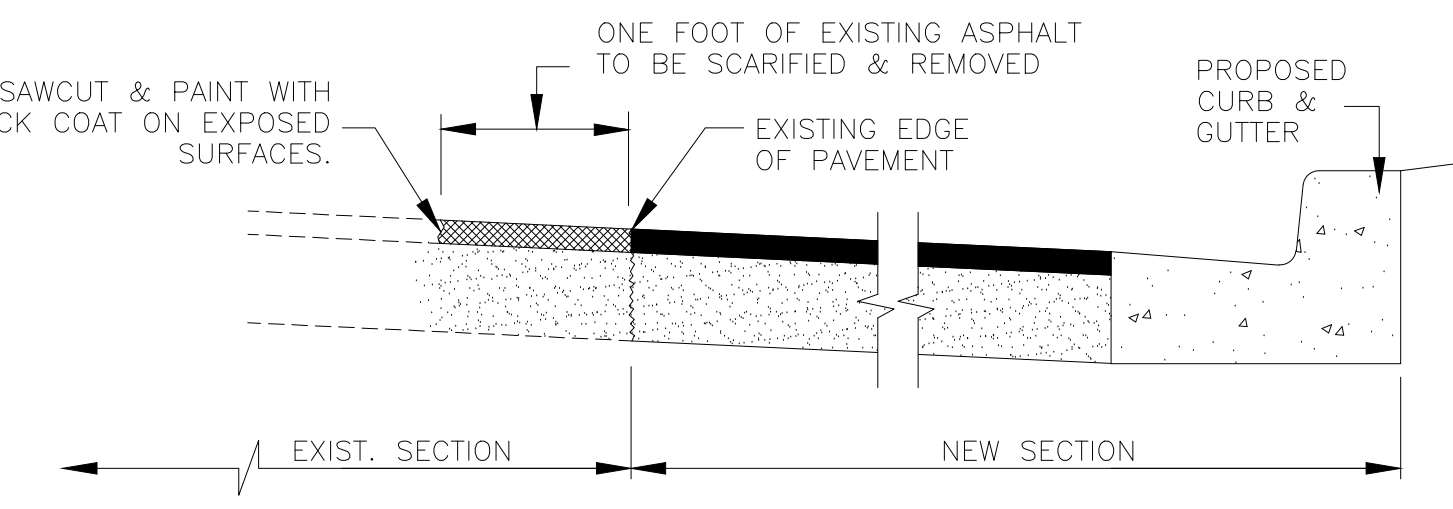 ONE FOOT OF EXISTING ASPHALT
TO BE SCARIFIED & REMOVED
SAWCUT & PAINT WITH
CK COAT ON EXPOSED
SURFACES.
EXISTING EDGE
OF PAVEMENT
PROPOSED
CURB &
GUTTER
EXIST. SECTION
NEW SECTION